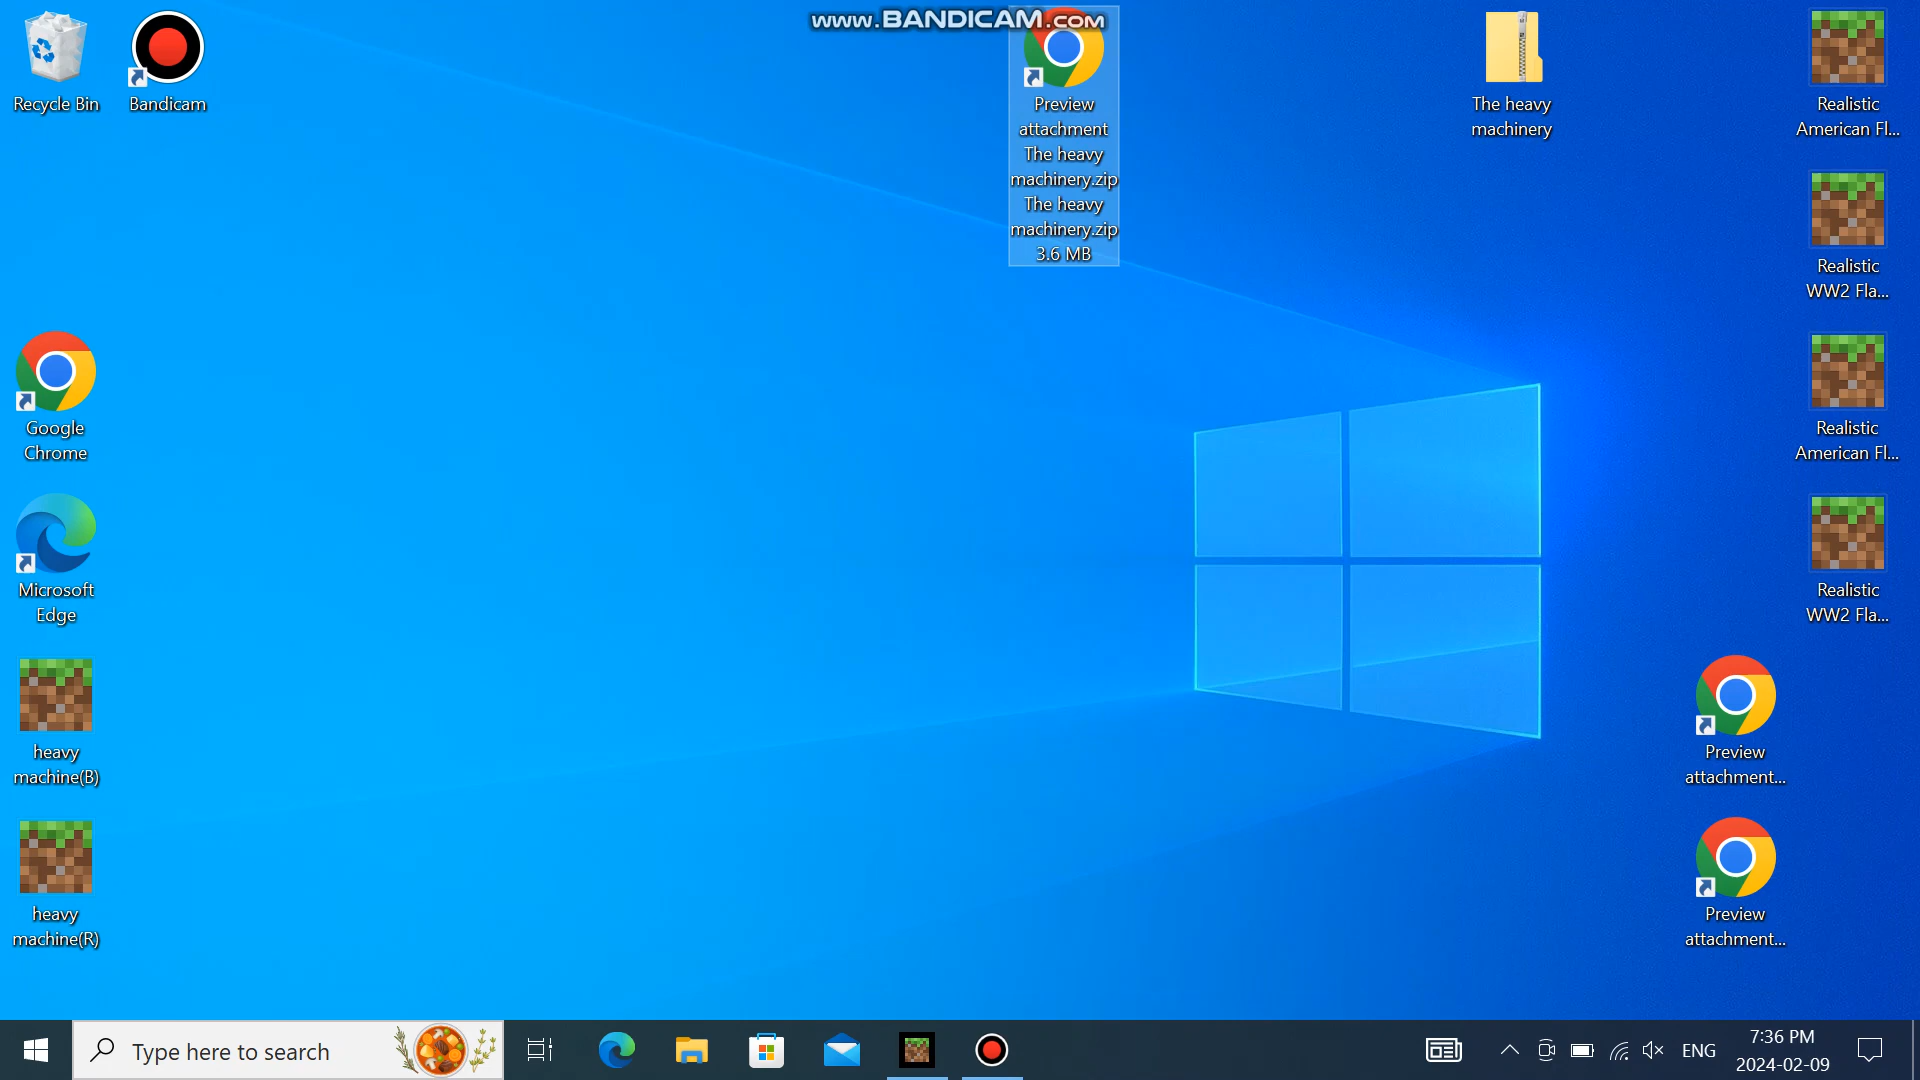 www.BANDICAM.com
Recycle Bin
Bandicam
Preview
attachment
The heavy
machinery.zip
The heavy
machinery.zip
3.6 MB
The heavy
machinery
Realistic
American Fl...
Realistic
WW2 Fla...
Google
Chrome
Realistic
American Fl...
Microsoft
Edge
Realistic
WW2 Fla...
heavy
machine(B)
Preview
attachment...
heavy
machine(R)
Preview
attachment...
Type here to search
ENG
7:36 PM
2024-02-09